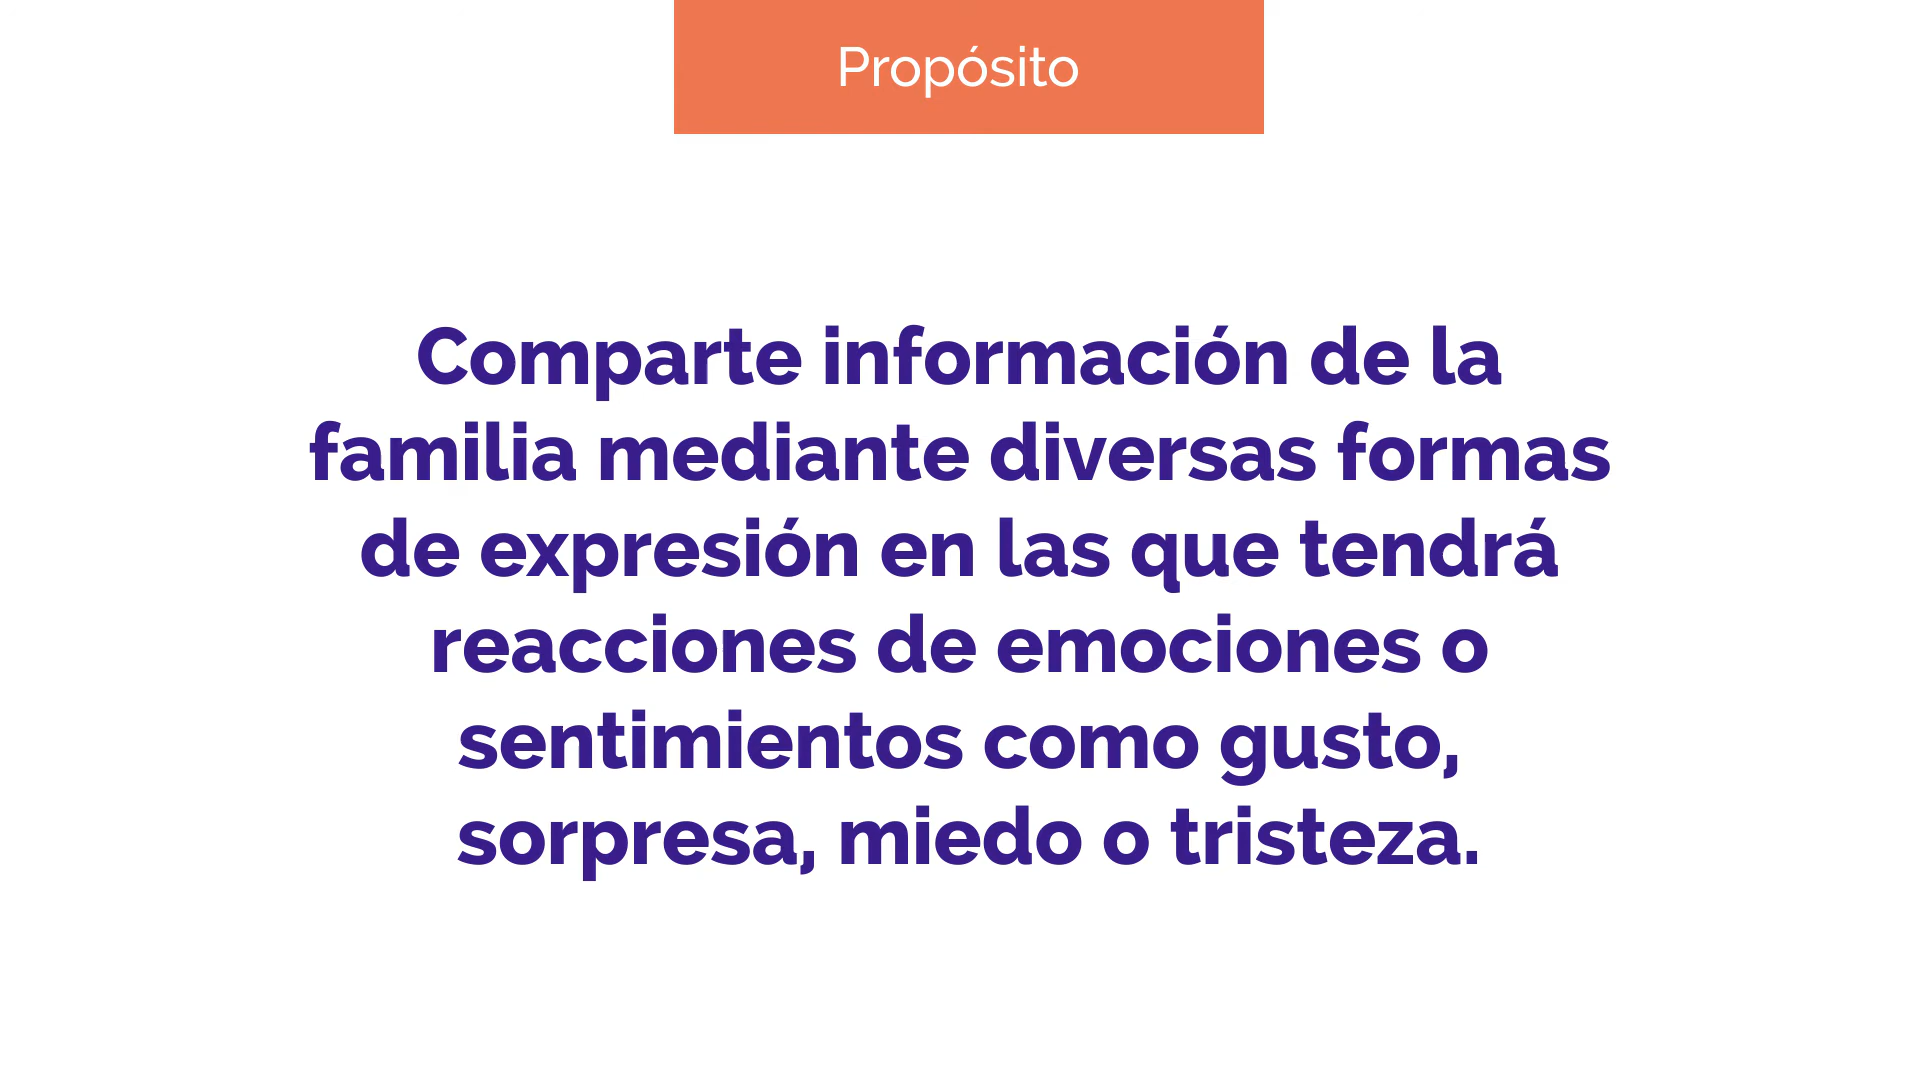 Propósito
Comparte información de la
familia mediante diversas formas
de expresión en las que tendrá
reacciones de emociones o
sentimientos como gusto,
sorpresa, miedo o tristeza.